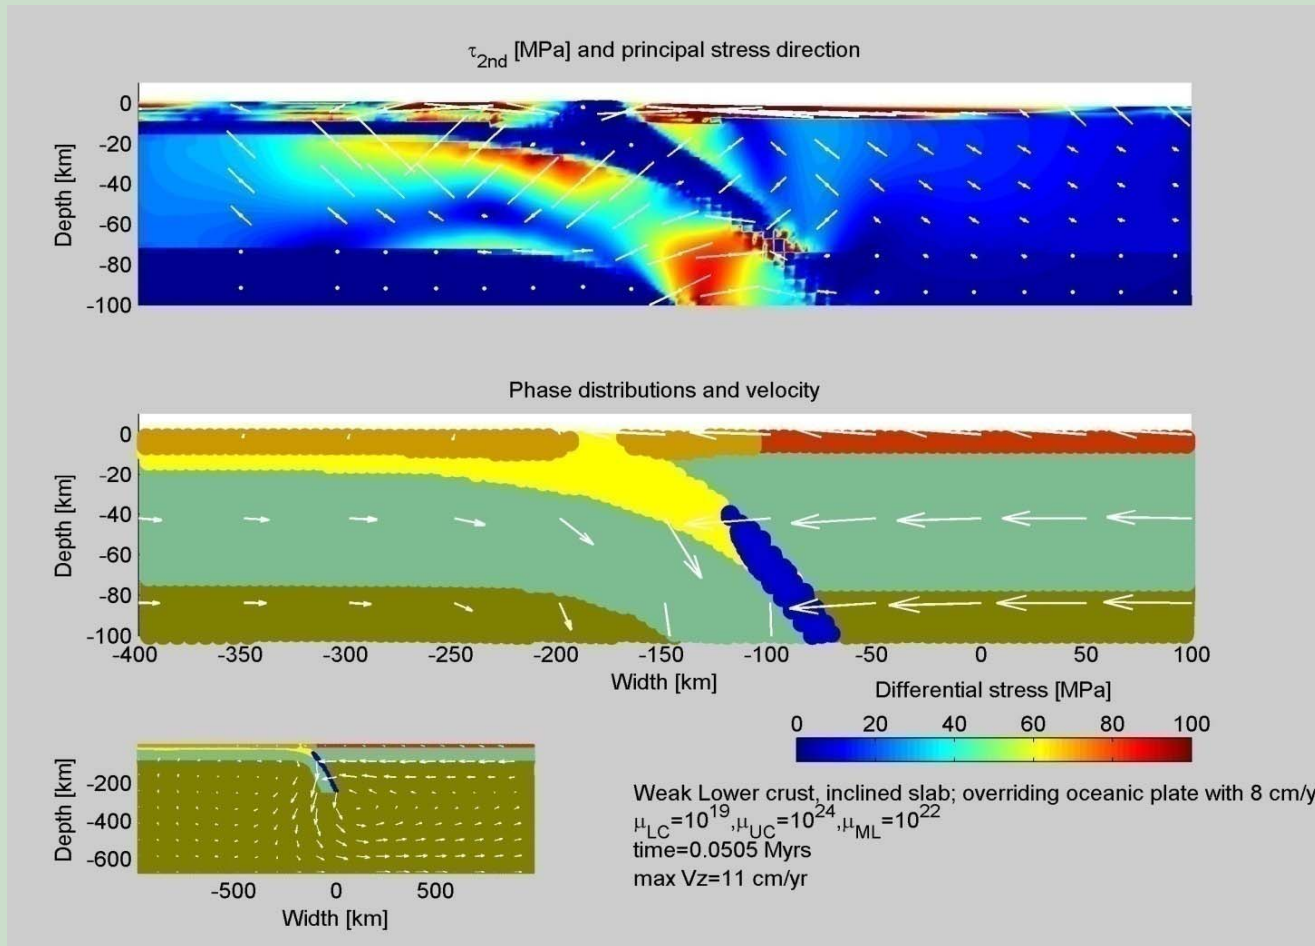 τ2nd [MPa] and principal stress direction
0
-20
-40
-60
-80
-100
Depth [km]
Phase distributions and velocity
0
-20
-40
-60
-80
-100
Depth [km]
-400 -350 -300 -250 -200 -150 -100 -50 0 50 100
Width [km]
Differential stress [MPa]
0 20 40 60 80 100
-200
-400
-600
Depth [km]
-500 0 500
Width [km]
Weak Lower crust, inclined slab; overriding oceanic plate with 8 cm/y
μLC=10^19,μUC=10^24,μML=10^22
time=0.0505 Myrs
max Vz=11 cm/yr